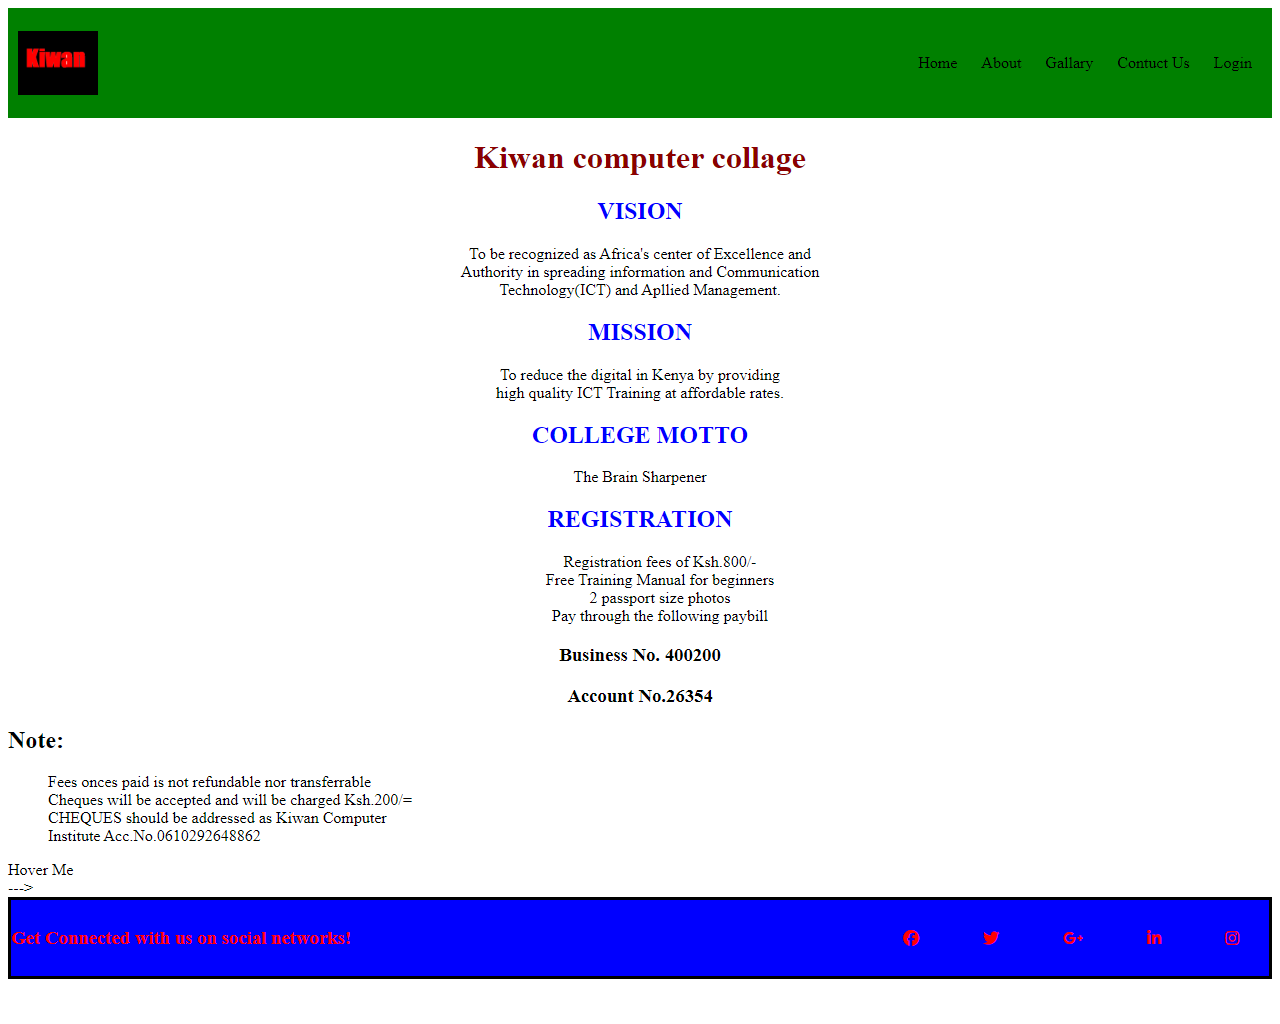 Kiwan
Home About Gallary Contuct Us Login
Kiwan computer collage
VISION
To be recognized as Africa's center of Excellence and
Authority in spreading information and Communication
Technology(ICT) and Apllied Management.
MISSION
To reduce the digital in Kenya by providing
high quality ICT Training at affordable rates.
COLLEGE MOTTO
The Brain Sharpener
REGISTRATION
Registration fees of Ksh.800/-
Free Training Manual for beginners
2 passport size photos
Pay through the following paybill
Business No. 400200
Account No.26354
Note:
Fees onces paid is not refundable nor transferrable
Cheques will be accepted and will be charged Ksh.200/=
CHEQUES should be addressed as Kiwan Computer
Institute Acc.No.0610292648862
Hover Me
--->
Get Connected with us on social networks!